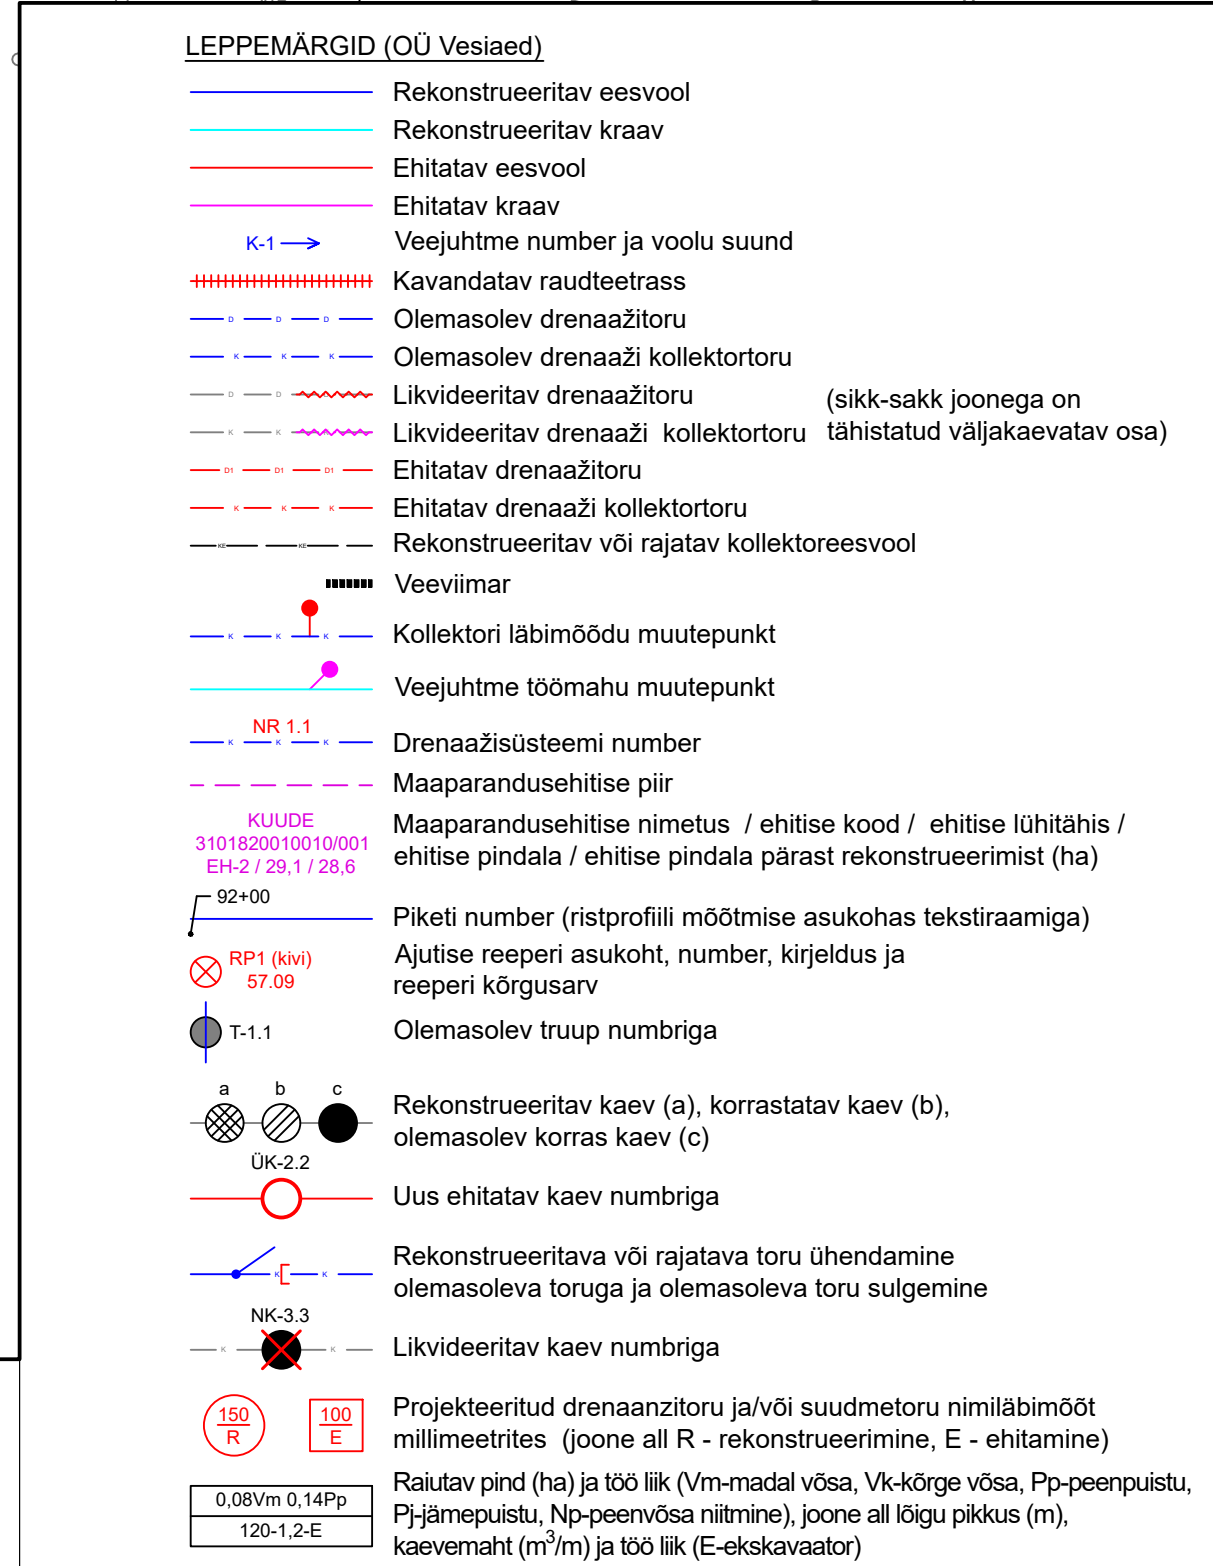 LEPPEMÄRGID (OÜ Vesiaed)
Rekonstrueeritav eesvool
Rekonstrueeritav kraav
Ehitatav eesvool
Ehitatav kraav
K-1 Veejuhtme number ja voolu suund
Kavandatav raudteetrass
D D D Olemasolev drenaažitoru
K K K Olemasolev drenaaži kollektortoru
D D Likvideeritav drenaažitoru (sikk-sakk joonega on
K K Likvideeritav drenaaži kollektortoru tähistatud väljakaevatav osa)
D1 D1 D1 Ehitatav drenaažitoru
K K K Ehitatav drenaaži kollektortoru
KE KE Rekonstrueeritav või rajatav kollektoreesvool
Veeviimar
K K K Kollektori läbimõõdu muutepunkt
Veejuhtme töömahu muutepunkt
NR 1.1
K K K Drenaažisüsteemi number
Maaparandusehitise piir
KUUDE
3101820010010/001
EH-2 / 29,1 / 28,6
Maaparandusehitise nimetus / ehitise kood / ehitise lühitähis /
ehitise pindala / ehitise pindala pärast rekonstrueerimist (ha)
92+00
Piketi number (ristprofiili mõõtmise asukohas tekstiraamiga)
RP1 (kivi)
57.09
Ajutise reeperi asukoht, number, kirjeldus ja
reeperi kõrgusarv
T-1.1 Olemasolev truup numbriga
a b c
Rekonstrueeritav kaev (a), korrastatav kaev (b),
olemasolev korras kaev (c)
ÜK-2.2
Uus ehitatav kaev numbriga
K K
Rekonstrueeritava või rajatava toru ühendamine
olemasoleva toruga ja olemasoleva toru sulgemine
NK-3.3
K K Likvideeritav kaev numbriga
150
R
100
E
Projekteeritud drenaanzitoru ja/või suudmetoru nimiläbimõõt
millimeetrites (joone all R - rekonstrueerimine, E - ehitamine)
0,08Vm 0,14Pp
120-1,2-E
Raiutav pind (ha) ja töö liik (Vm-madal võsa, Vk-kõrge võsa, Pp-peenpuistu,
Pj-jämepuistu, Np-peenvõsa niitmine), joone all lõigu pikkus (m),
kaevemaht (m³/m) ja töö liik (E-ekskavaator)